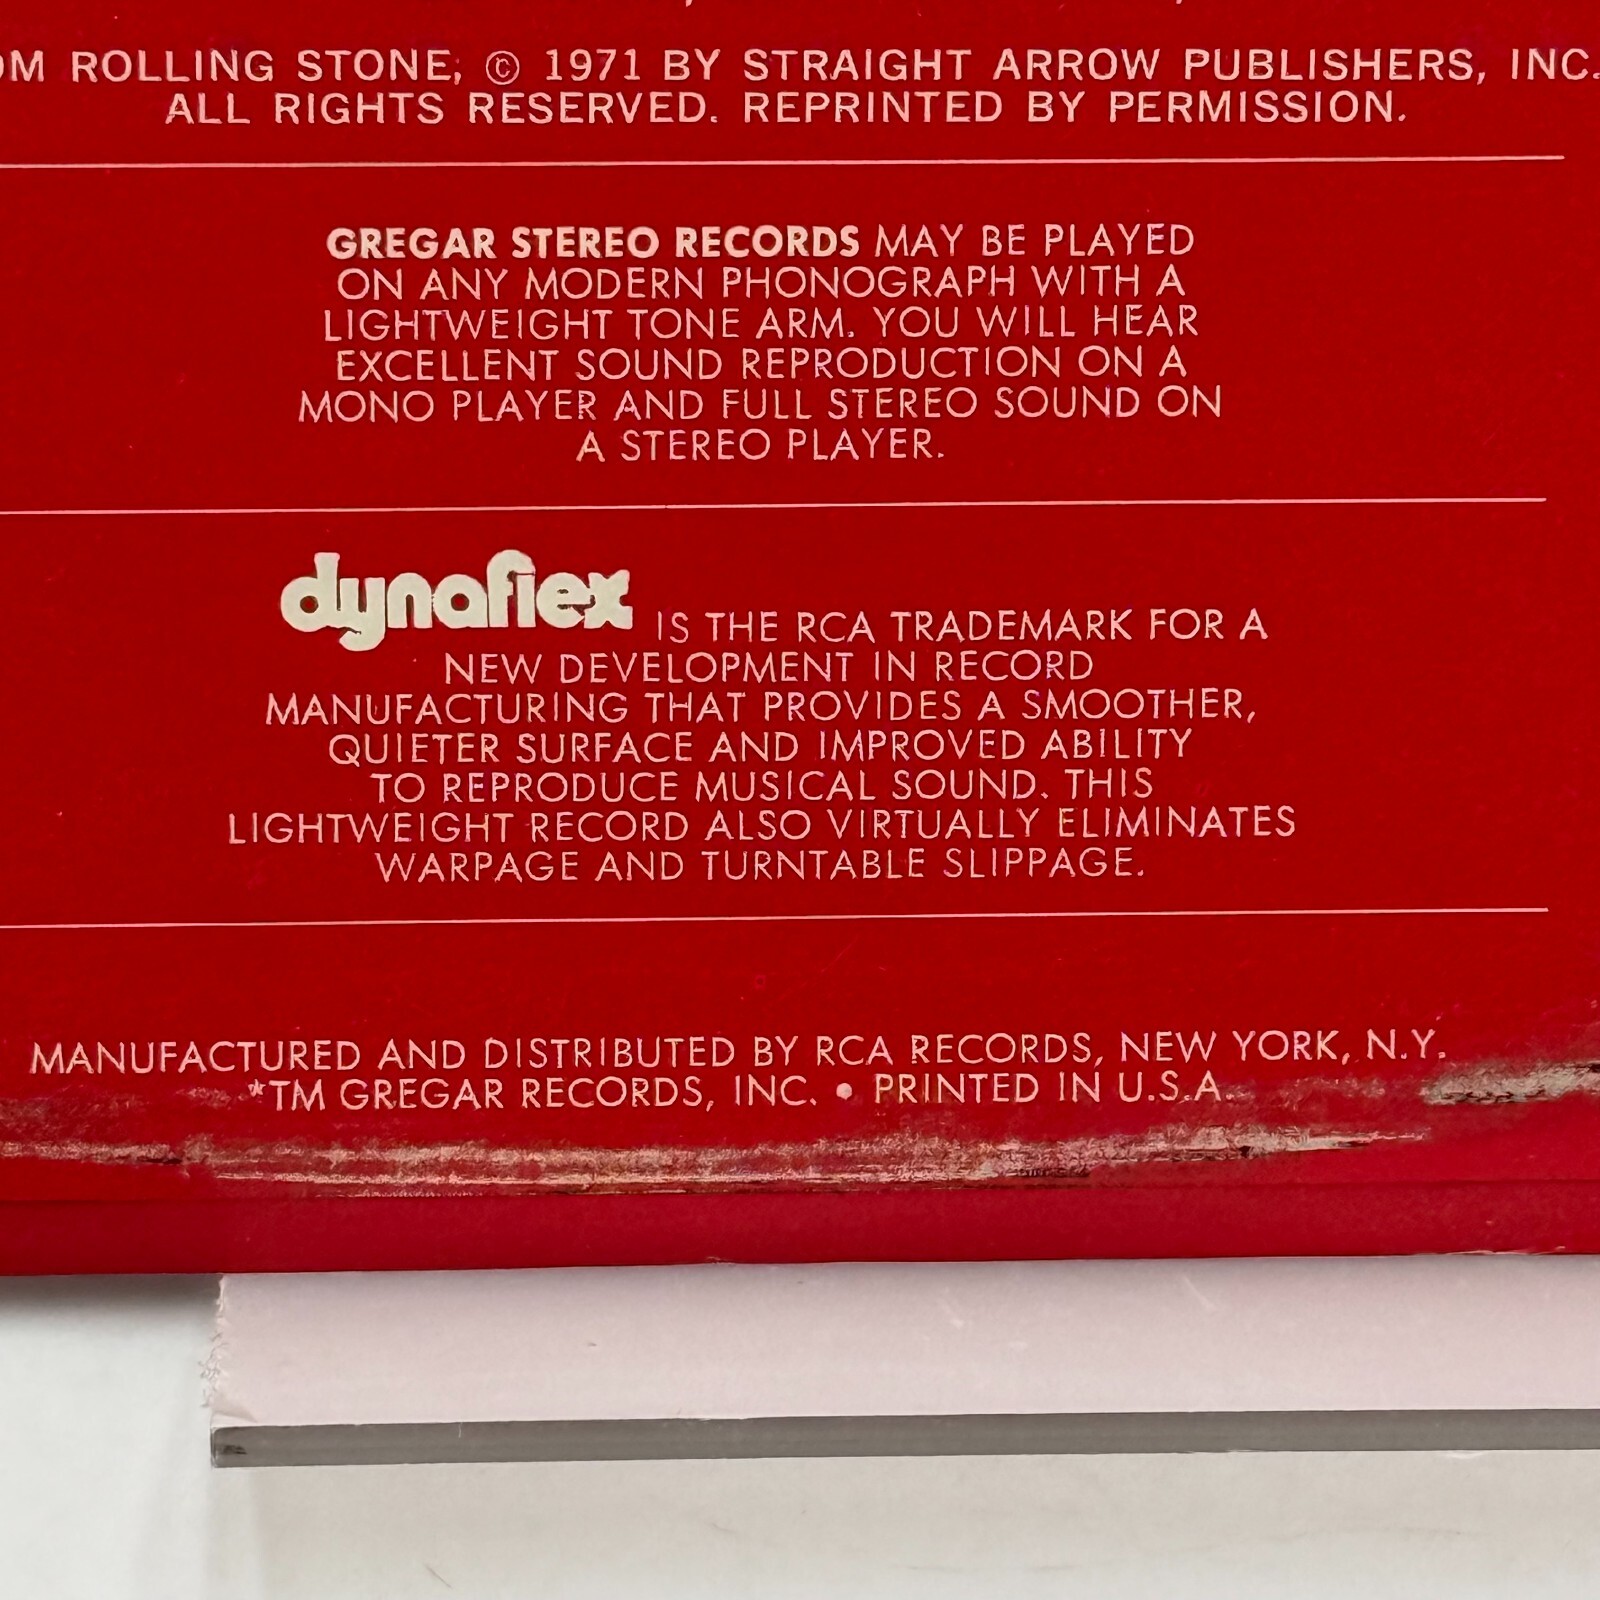 ROLLING STONE, © 1971 BY STRAIGHT ARROW PUBLISHERS, INC.
ALL RIGHTS RESERVED. REPRINTED BY PERMISSION.
GREGAR STEREO RECORDS MAY BE PLAYED
ON ANY MODERN PHONOGRAPH WITH A
LIGHTWEIGHT TONE ARM. YOU WILL HEAR
EXCELLENT SOUND REPRODUCTION ON A
MONO PLAYER AND FULL STEREO SOUND ON
A STEREO PLAYER.
dynaflex IS THE RCA TRADEMARK FOR A
NEW DEVELOPMENT IN RECORD
MANUFACTURING THAT PROVIDES A SMOOTHER,
QUIETER SURFACE AND IMPROVED ABILITY
TO REPRODUCE MUSICAL SOUND. THIS
LIGHTWEIGHT RECORD ALSO VIRTUALLY ELIMINATES
WARPAGE AND TURNTABLE SLIPPAGE.
MANUFACTURED AND DISTRIBUTED BY RCA RECORDS, NEW YORK, N.Y.
*TM GREGAR RECORDS, INC. • PRINTED IN U.S.A.